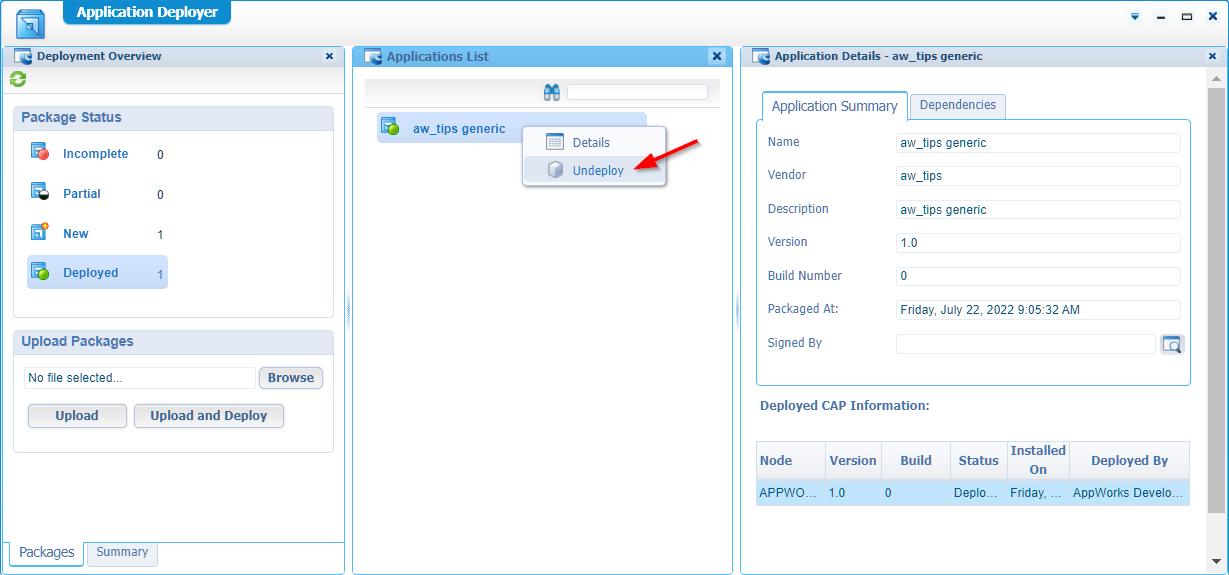 Application Deployer
Deployment Overview
Package Status
Incomplete 0
Partial 0
New 1
Deployed 1
Upload Packages
No file selected... Browse
Upload Upload and Deploy
Packages Summary
Applications List
aw_tips generic
Details
Undeploy
Application Details - aw_tips generic
Application Summary Dependencies
Name aw_tips generic
Vendor aw_tips
Description aw_tips generic
Version 1.0
Build Number 0
Packaged At: Friday, July 22, 2022 9:05:32 AM
Signed By
Deployed CAP Information:
Node Version Build Status Installed On Deployed By
APPWO... 1.0 0 Deplo... Friday, ... AppWorks Develo...